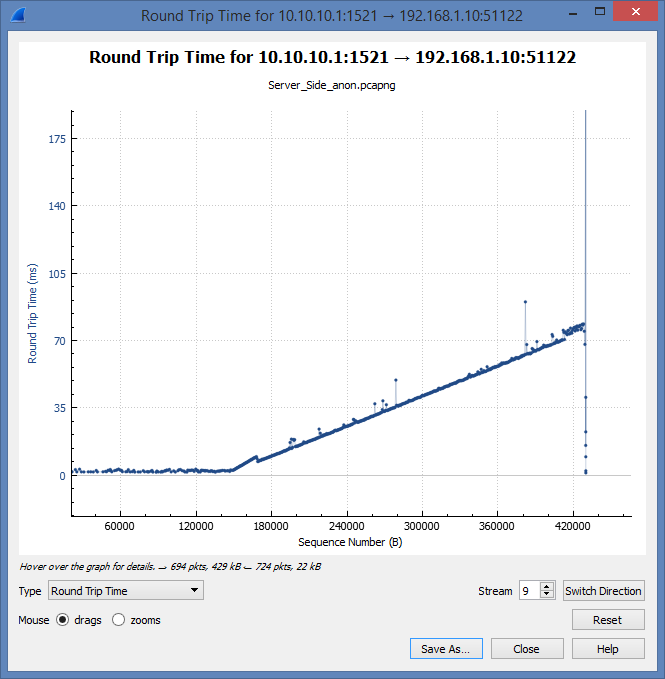 Round Trip Time for 10.10.10.1:1521 → 192.168.1.10:51122
Round Trip Time for 10.10.10.1:1521 → 192.168.1.10:51122
Server_Side_anon.pcapng
175
140
105
70
35
0
Round Trip Time (ms)
60000 120000 180000 240000 300000 360000 420000
Sequence Number (B)
Hover over the graph for details. → 694 pkts, 429 kB ← 724 pkts, 22 kB
Type Round Trip Time Stream 9 Switch Direction
Mouse drags zooms Reset
Save As... Close Help